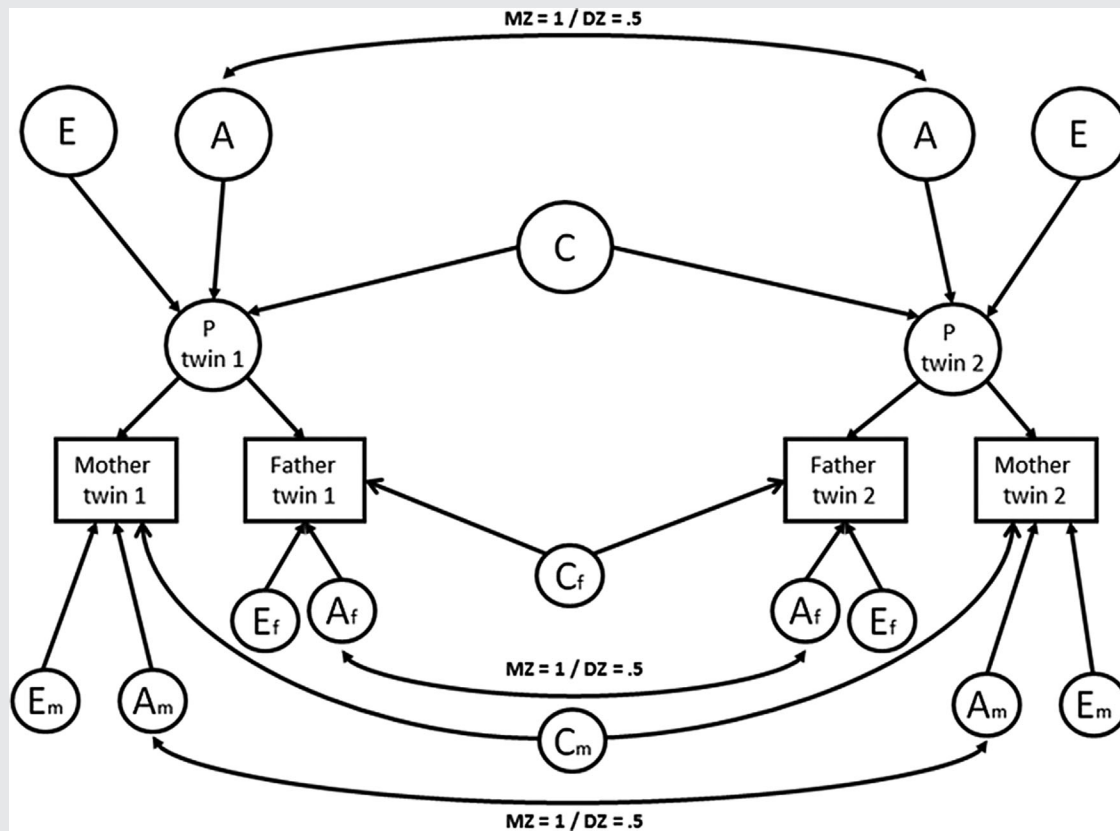 MZ = 1 / DZ = .5
E
A
A
E
C
P
twin 1
P
twin 2
Mother
twin 1
Father
twin 1
Father
twin 2
Mother
twin 2
Cf
Ef
Af
Af
Ef
MZ = 1 / DZ = .5
Em
Am
Cm
Am
Em
MZ = 1 / DZ = .5